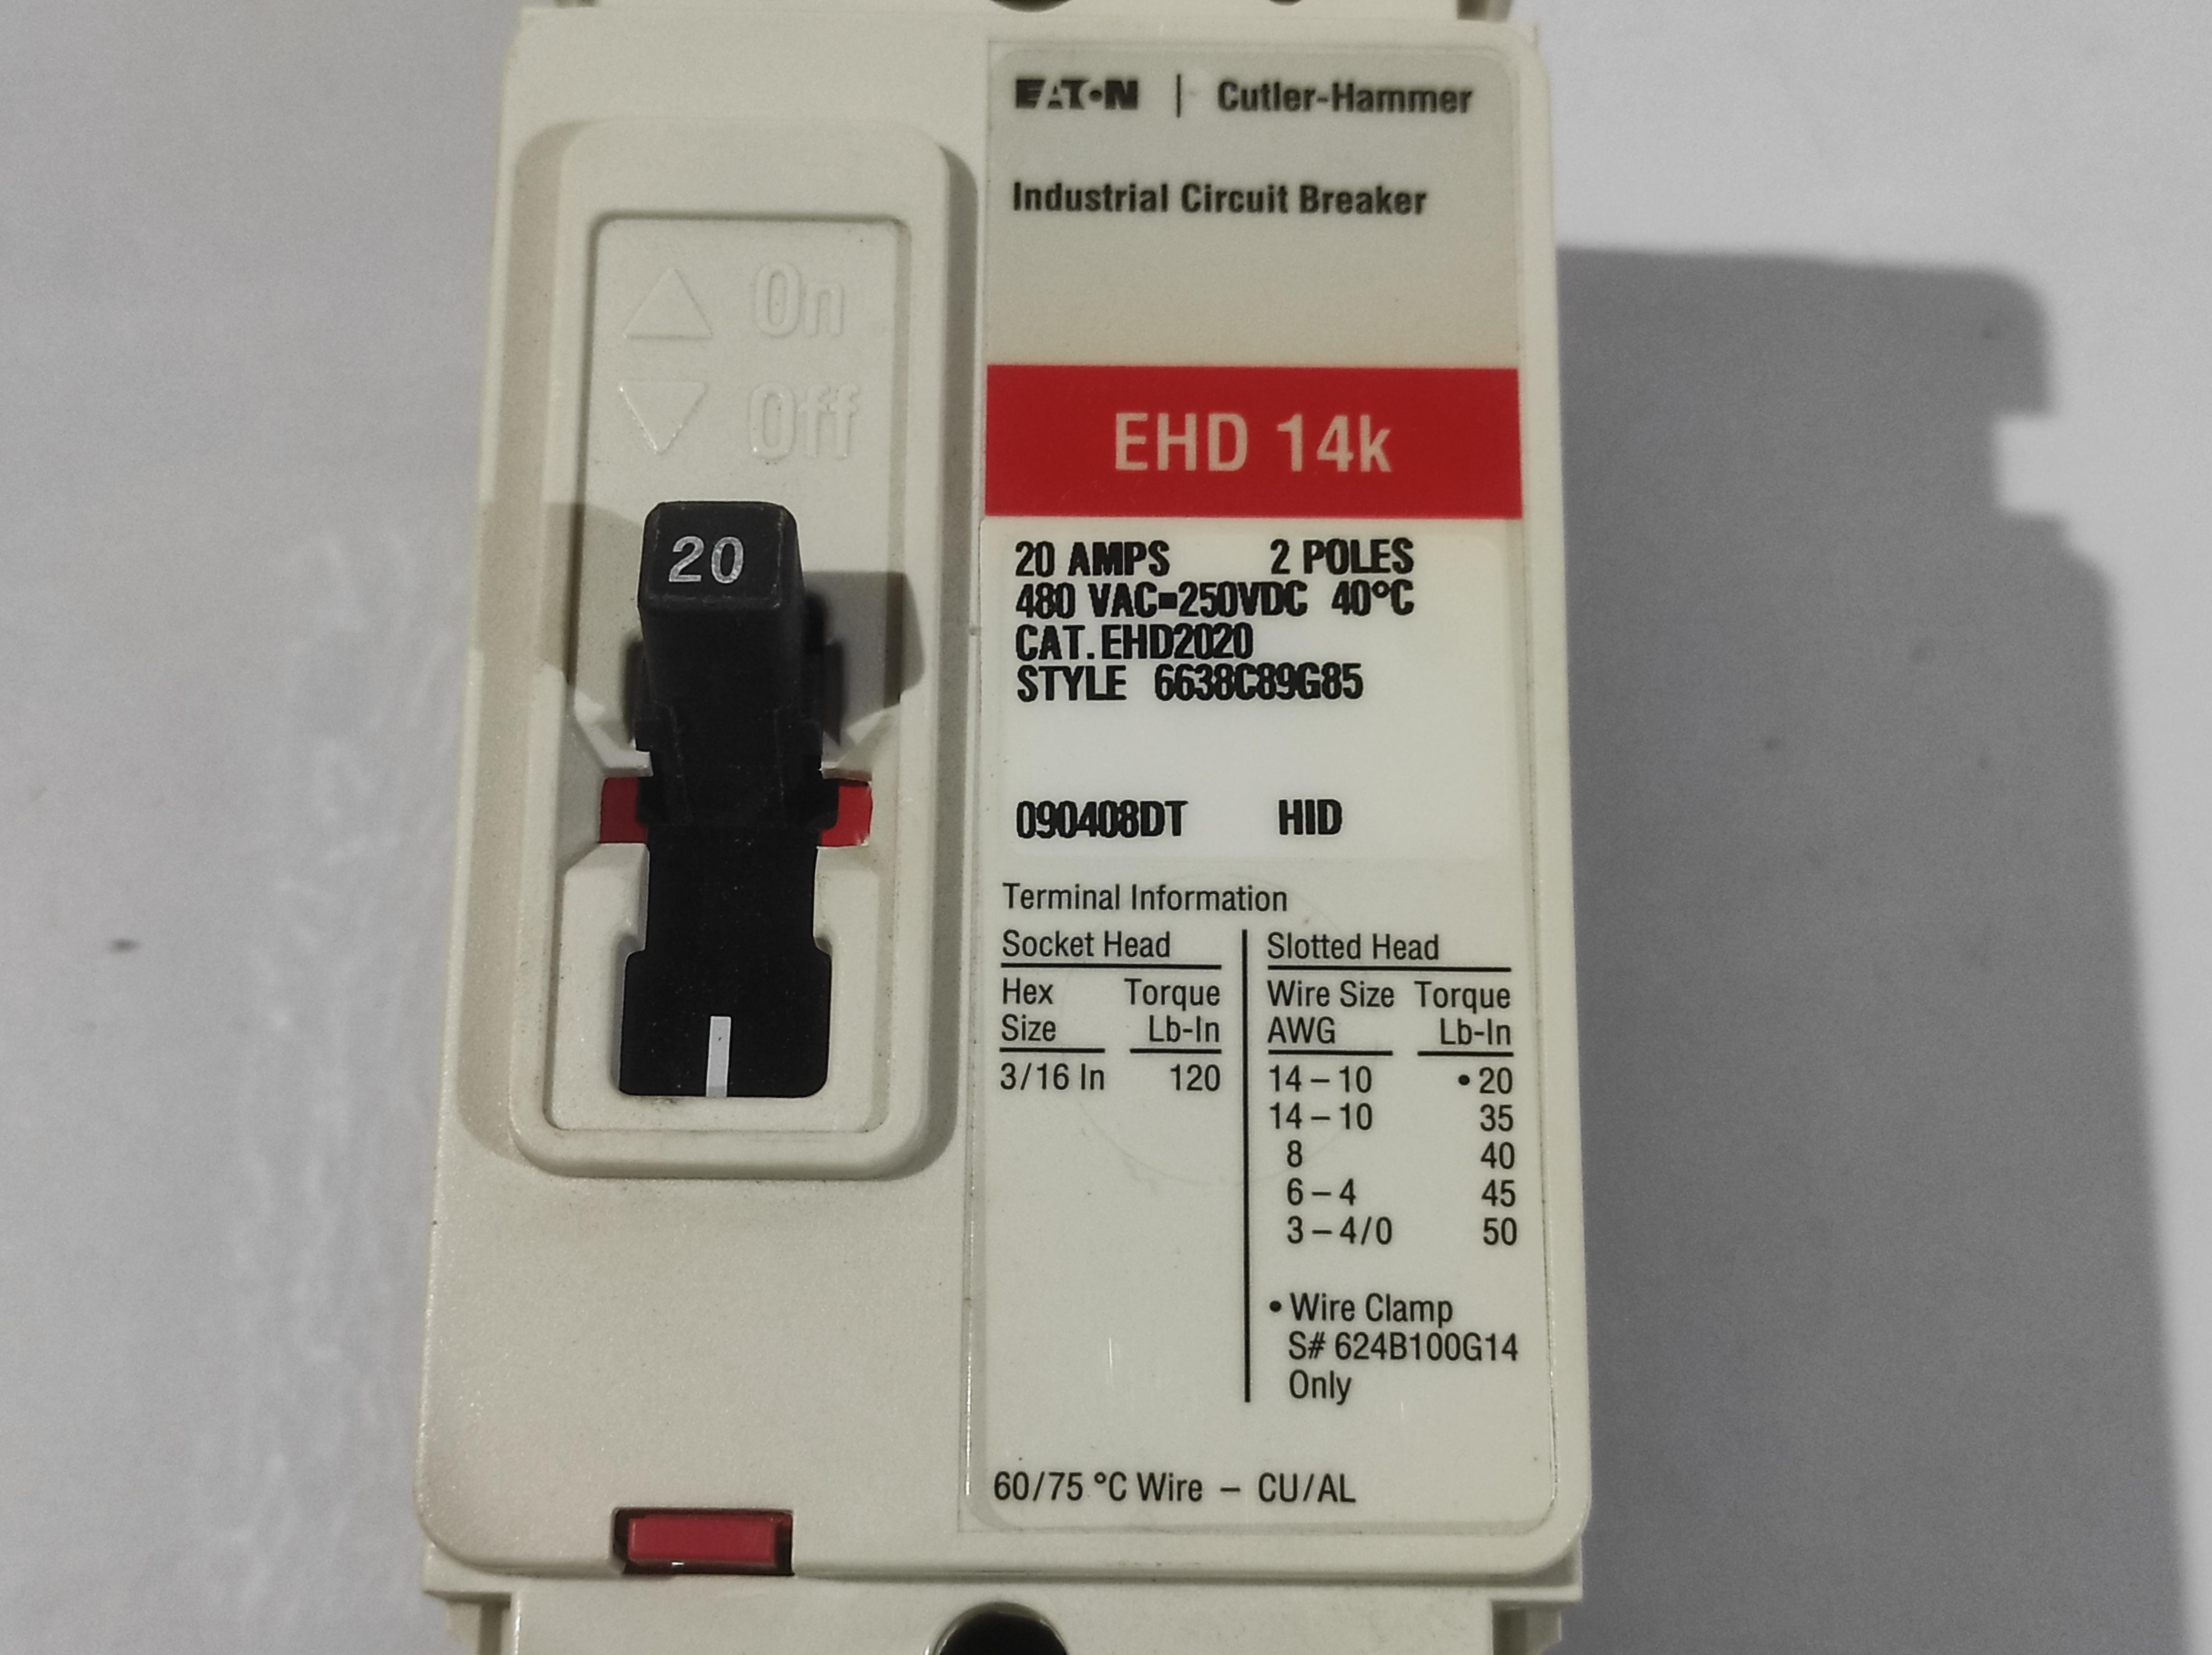 EATON | Cutler-Hammer
Industrial Circuit Breaker
On
Off
EHD 14k
20
20 AMPS 2 POLES
480 VAC▪250VDC 40°C
CAT.EHD2020
STYLE 6638C89G85
090408DT HID
Terminal Information
Socket Head
Hex Torque
Size Lb-In
3/16 In 120
Slotted Head
Wire Size Torque
AWG Lb-In
14 – 10 •20
14 – 10 35
8 40
6 – 4 45
3 – 4/0 50
• Wire Clamp
S# 624B100G14
Only
60/75 °C Wire – CU/AL